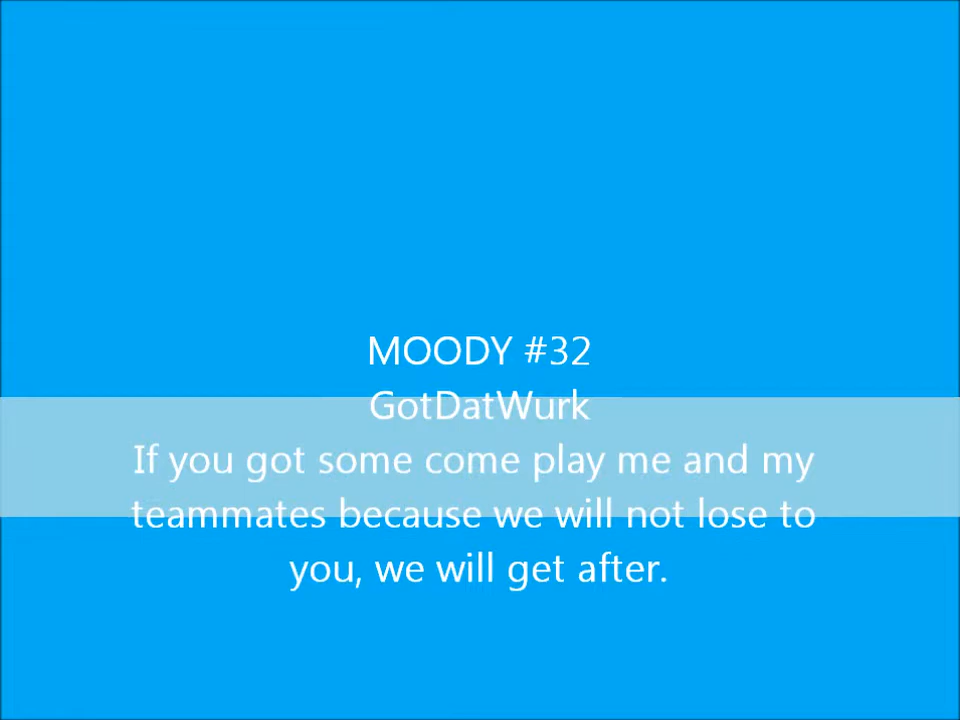 MOODY #32
GotDatWurk
If you got some come play me and my
teammates because we will not lose to
you, we will get after.